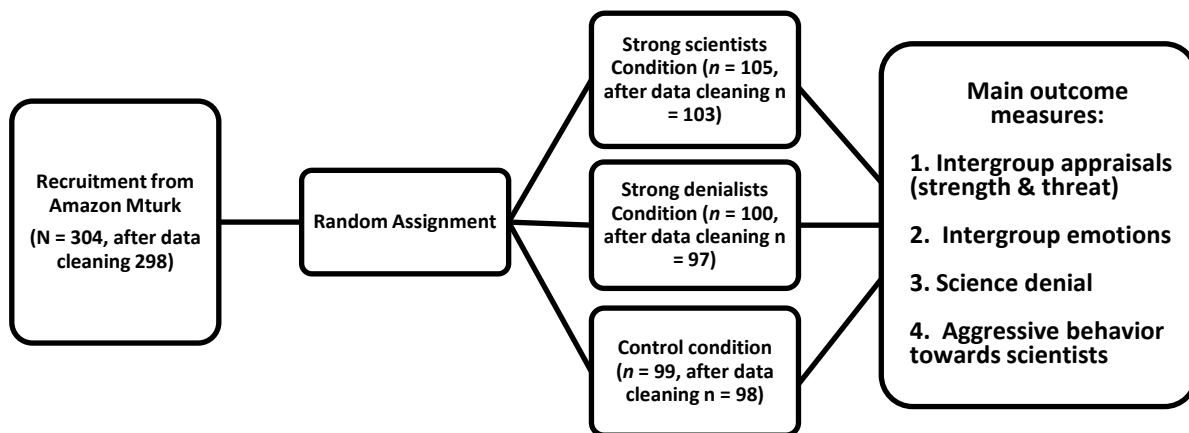 Recruitment from
Amazon Mturk
(N = 304, after data
cleaning 298)
Random Assignment
Strong scientists
Condition (n = 105,
after data cleaning n
= 103)
Strong denialists
Condition (n = 100,
after data cleaning n
= 97)
Control condition
(n = 99, after data
cleaning n = 98)
Main outcome
measures:
1. Intergroup appraisals
(strength & threat)
2. Intergroup emotions
3. Science denial
4. Aggressive behavior
towards scientists